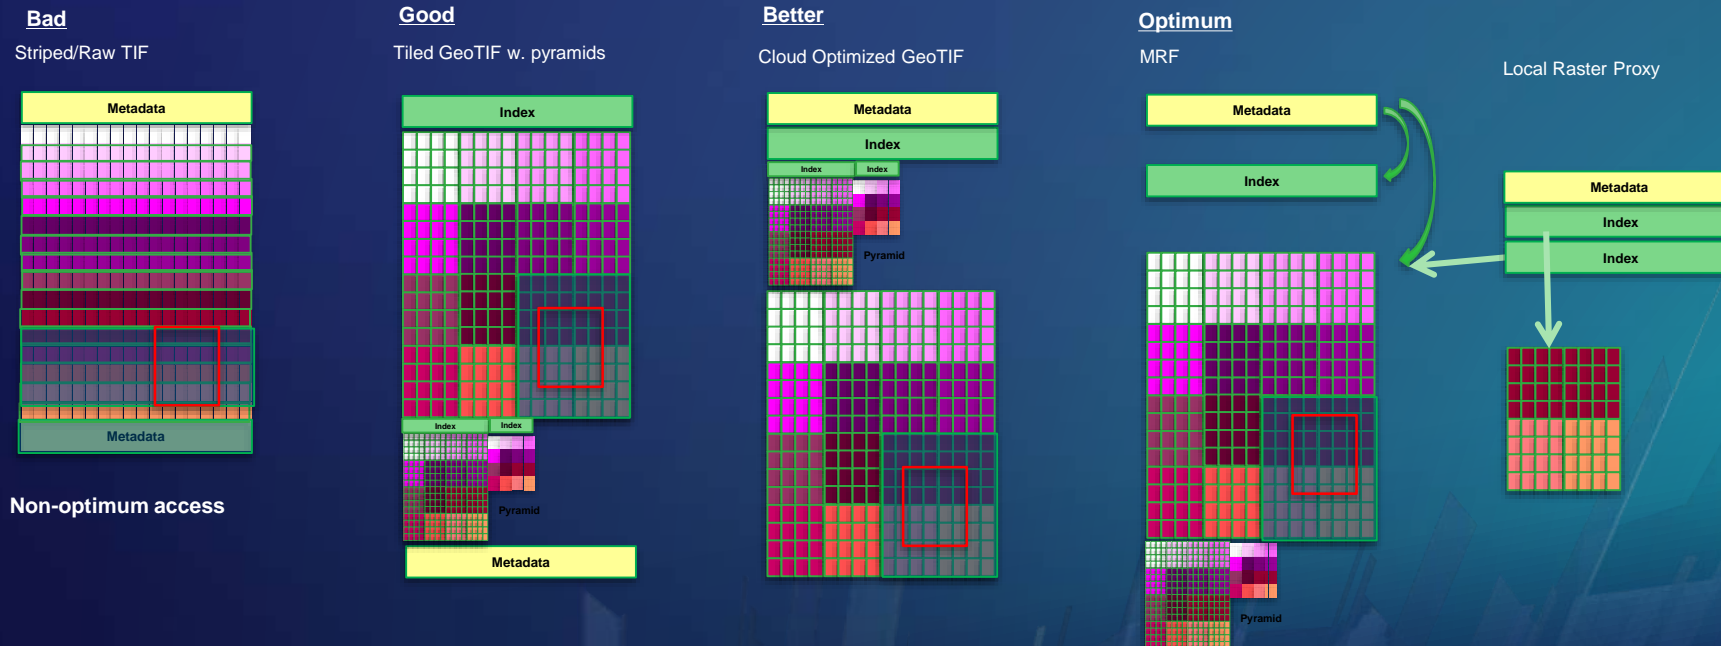 Bad
Striped/Raw TIF
Metadata
Metadata
Non-optimum access
Good
Tiled GeoTIF w. pyramids
Index
Index
Index
Pyramid
Metadata
Better
Cloud Optimized GeoTIF
Metadata
Index
Index
Index
Pyramid
Optimum
MRF
Metadata
Index
Pyramid
Local Raster Proxy
Metadata
Index
Index